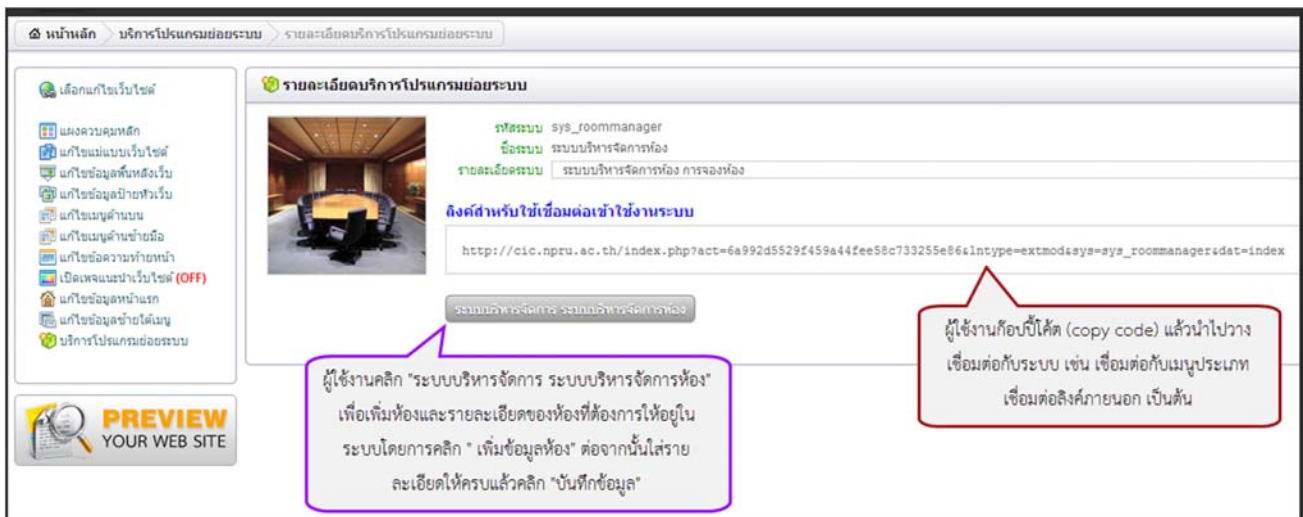 หน้าหลัก บริการโปรแกรมย่อยระบบ รายละเอียดบริการโปรแกรมย่อยระบบ
เลือกแก้ไขเว็บไซต์
แผงควบคุมหลัก
แก้ไขแม่แบบเว็บไซต์
แก้ไขข้อมูลพื้นหลังเว็บ
แก้ไขข้อมูลป้ายหัวเว็บ
แก้ไขเมนูด้านบน
แก้ไขเมนูด้านซ้ายมือ
แก้ไขข้อความท้ายหน้า
เปิดเพจแนะนำเว็บไซต์ (OFF)
แก้ไขข้อมูลหน้าแรก
แก้ไขข้อมูลซ้ายใต้เมนู
บริการโปรแกรมย่อยระบบ
PREVIEW
YOUR WEB SITE
รายละเอียดบริการโปรแกรมย่อยระบบ
รหัสระบบ sys_roommanager
ชื่อระบบ ระบบบริหารจัดการห้อง
รายละเอียดระบบ ระบบบริหารจัดการห้อง การจองห้อง
ลิงค์สำหรับใช้เชื่อมต่อเข้าใช้งานระบบ
http://cic.npru.ac.th/index.php?act=6a992d5529f459a44fee58c733255e86&lntype=extmod&sys=sys_roommanager&dat=index
ระบบบริหารจัดการ ระบบบริหารจัดการห้อง
ผู้ใช้งานคลิก "ระบบบริหารจัดการ ระบบบริหารจัดการห้อง"
เพื่อเพิ่มห้องและรายละเอียดของห้องที่ต้องการให้อยู่ใน
ระบบโดยการคลิก " เพิ่มข้อมูลห้อง" ต่อจากนั้นใส่ราย
ละเอียดให้ครบแล้วคลิก "บันทึกข้อมูล"
ผู้ใช้งานก๊อปปี้โค้ด (copy code) แล้วนำไปวาง
เชื่อมต่อกับระบบ เช่น เชื่อมต่อกับเมนูประเภท
เชื่อมต่อลิงค์ภายนอก เป็นต้น